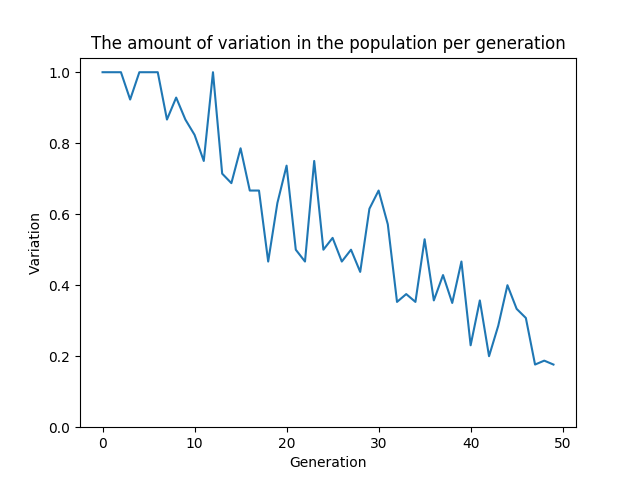 The amount of variation in the population per generation
1.0
0.8
0.6
0.4
0.2
0.0
Variation
0 10 20 30 40 50
Generation